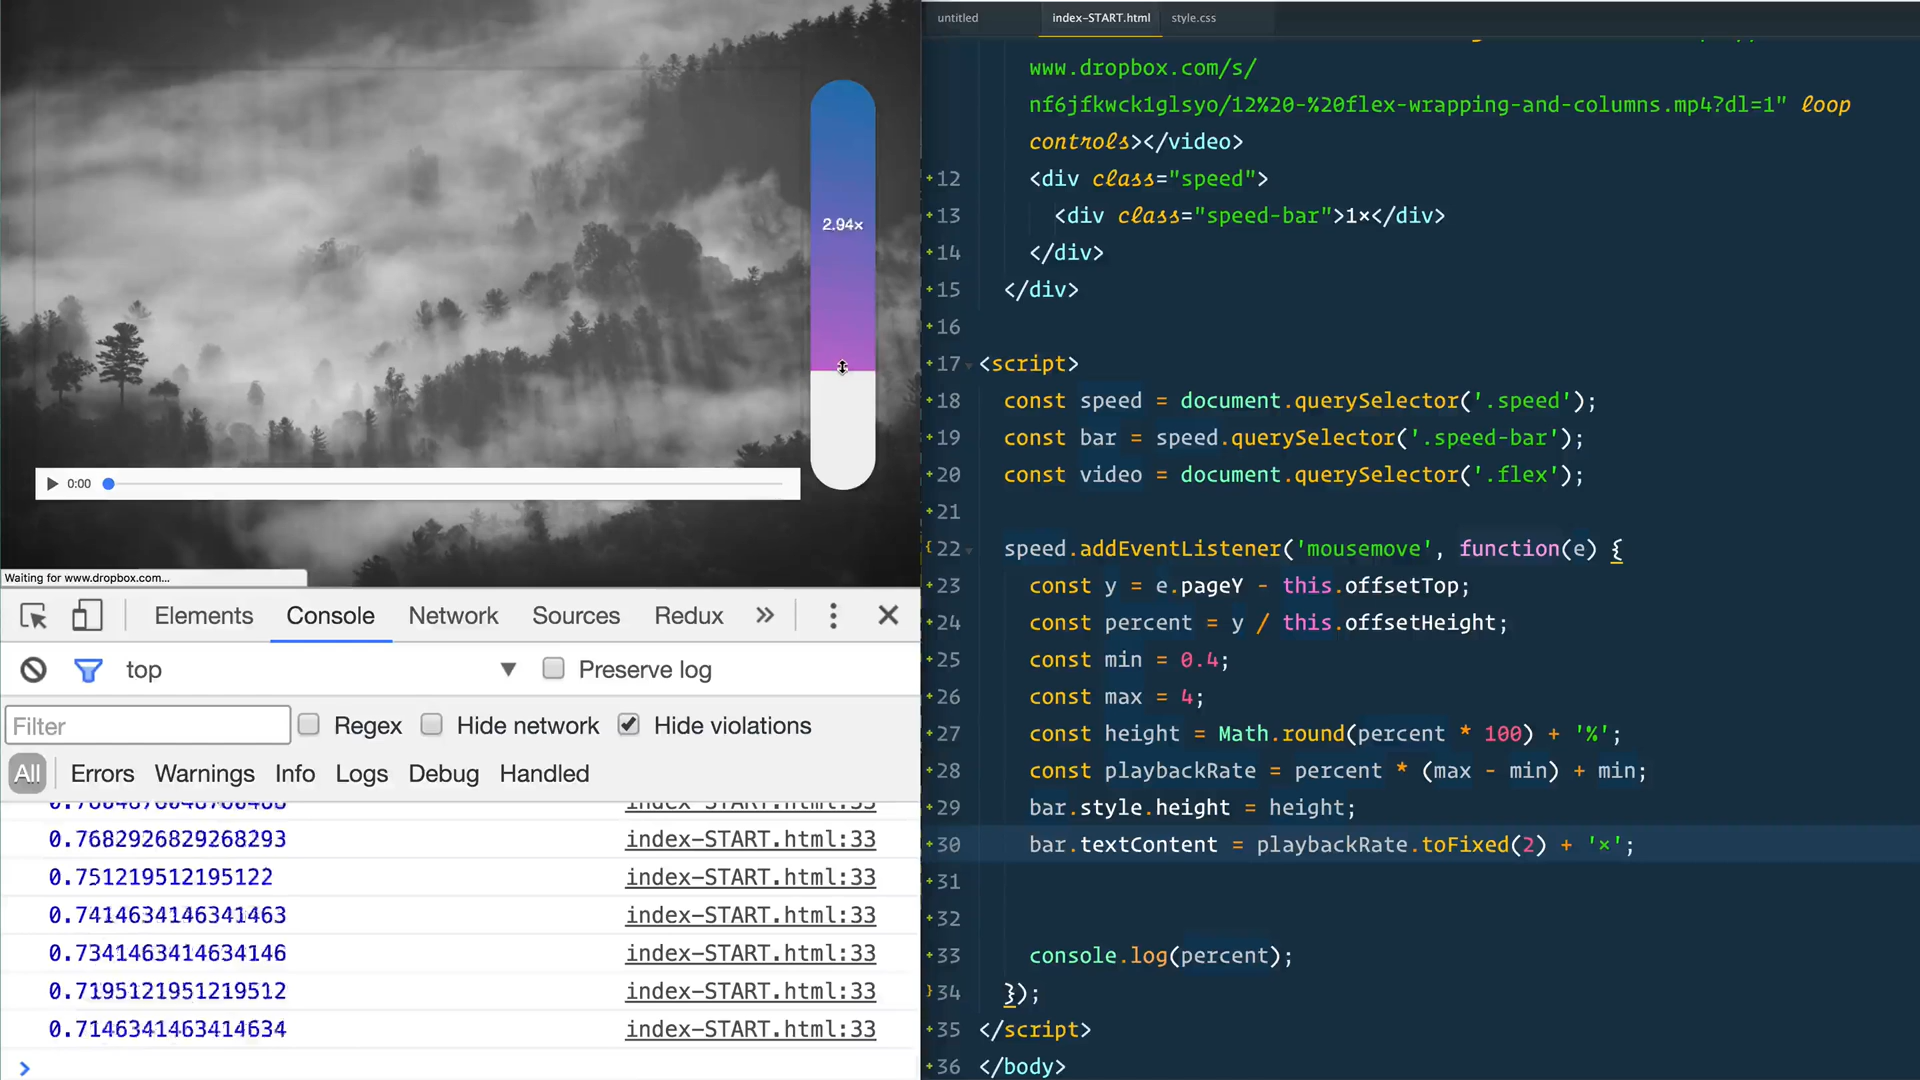 2.94×
0:00
Waiting for www.dropbox.com...
Elements Console Network Sources Redux »
top Preserve log
Filter Regex Hide network Hide violations
All Errors Warnings Info Logs Debug Handled
index-START.html:33
0.7682926829268293 index-START.html:33
0.751219512195122 index-START.html:33
0.7414634146341463 index-START.html:33
0.7341463414634146 index-START.html:33
0.7195121951219512 index-START.html:33
0.7146341463414634 index-START.html:33
>
untitled index-START.html style.css
www.dropbox.com/s/
nf6jfkwck1glsyo/12%20-%20flex-wrapping-and-columns.mp4?dl=1" loop
controls></video>
12 <div class="speed">
13 <div class="speed-bar">1×</div>
14 </div>
15 </div>
16
17 <script>
18 const speed = document.querySelector('.speed');
19 const bar = speed.querySelector('.speed-bar');
20 const video = document.querySelector('.flex');
21
22 speed.addEventListener('mousemove', function(e) {
23 const y = e.pageY - this.offsetTop;
24 const percent = y / this.offsetHeight;
25 const min = 0.4;
26 const max = 4;
27 const height = Math.round(percent * 100) + '%';
28 const playbackRate = percent * (max - min) + min;
29 bar.style.height = height;
30 bar.textContent = playbackRate.toFixed(2) + '×';
31
32
33 console.log(percent);
34 });
35 </script>
36 </body>